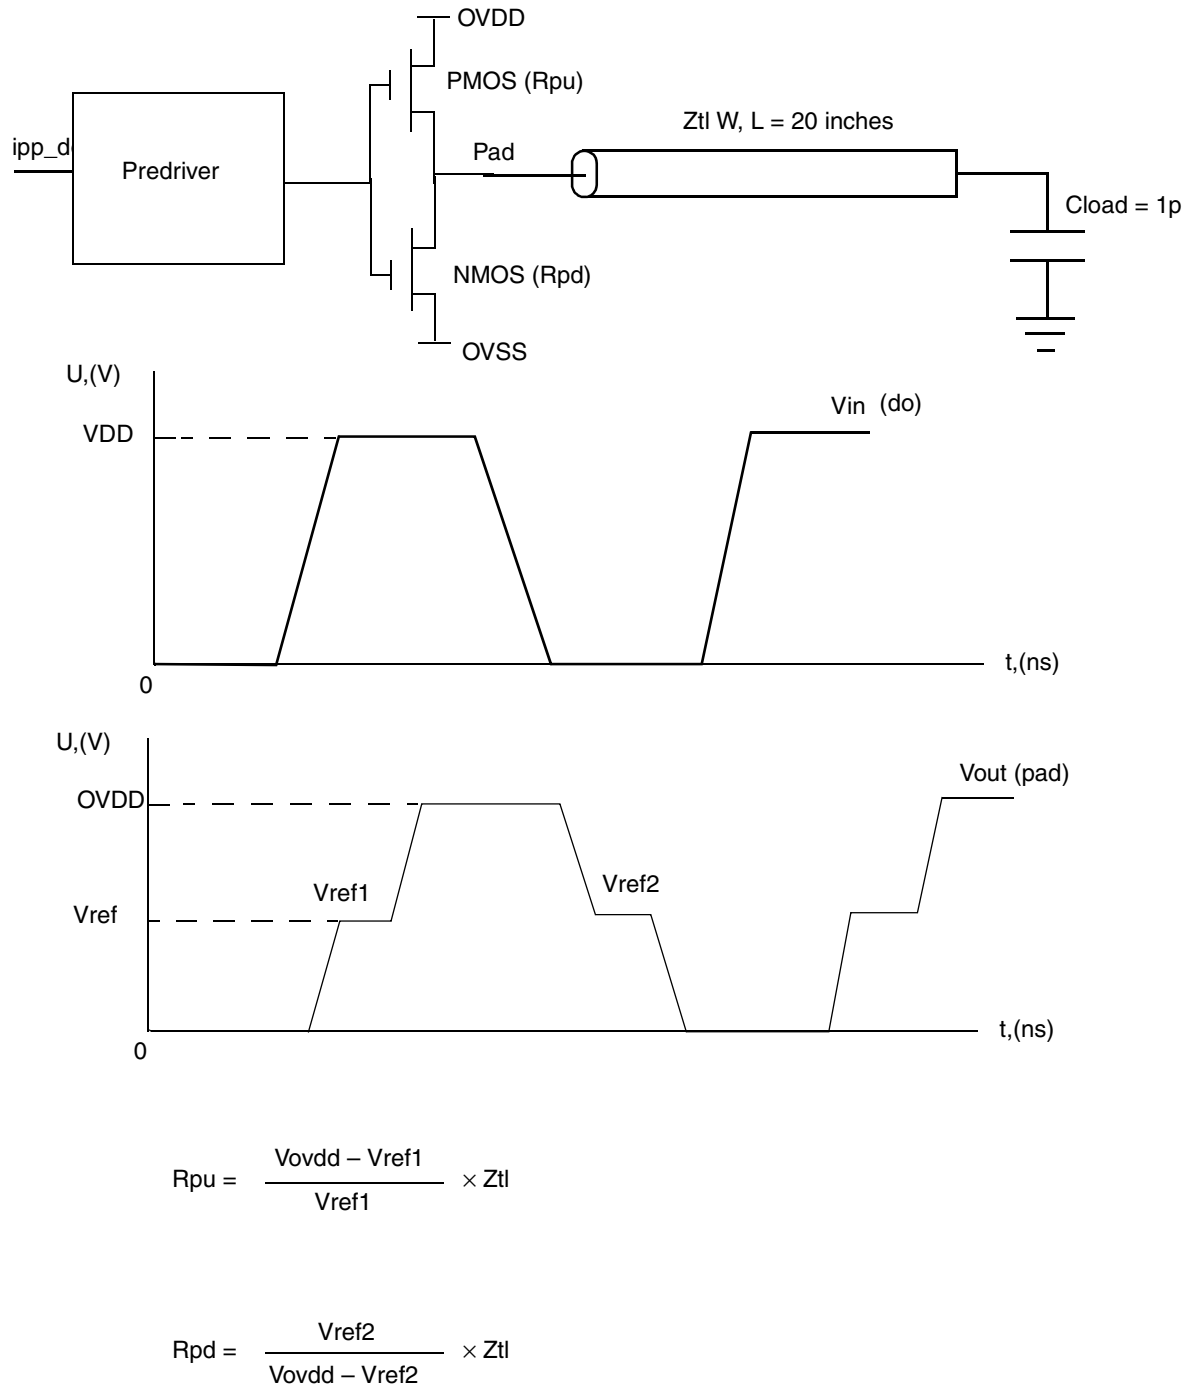 OVDD
PMOS (Rpu)
Ztl W, L = 20 inches
ipp_d
Predriver
Pad
Cload = 1p
NMOS (Rpd)
OVSS
U,(V)
VDD
Vin (do)
t,(ns)
0
U,(V)
OVDD
Vout (pad)
Vref1
Vref2
Vref
t,(ns)
0
Rpu = Vovdd – Vref1 × Ztl
Vref1
Rpd = Vref2 × Ztl
Vovdd – Vref2